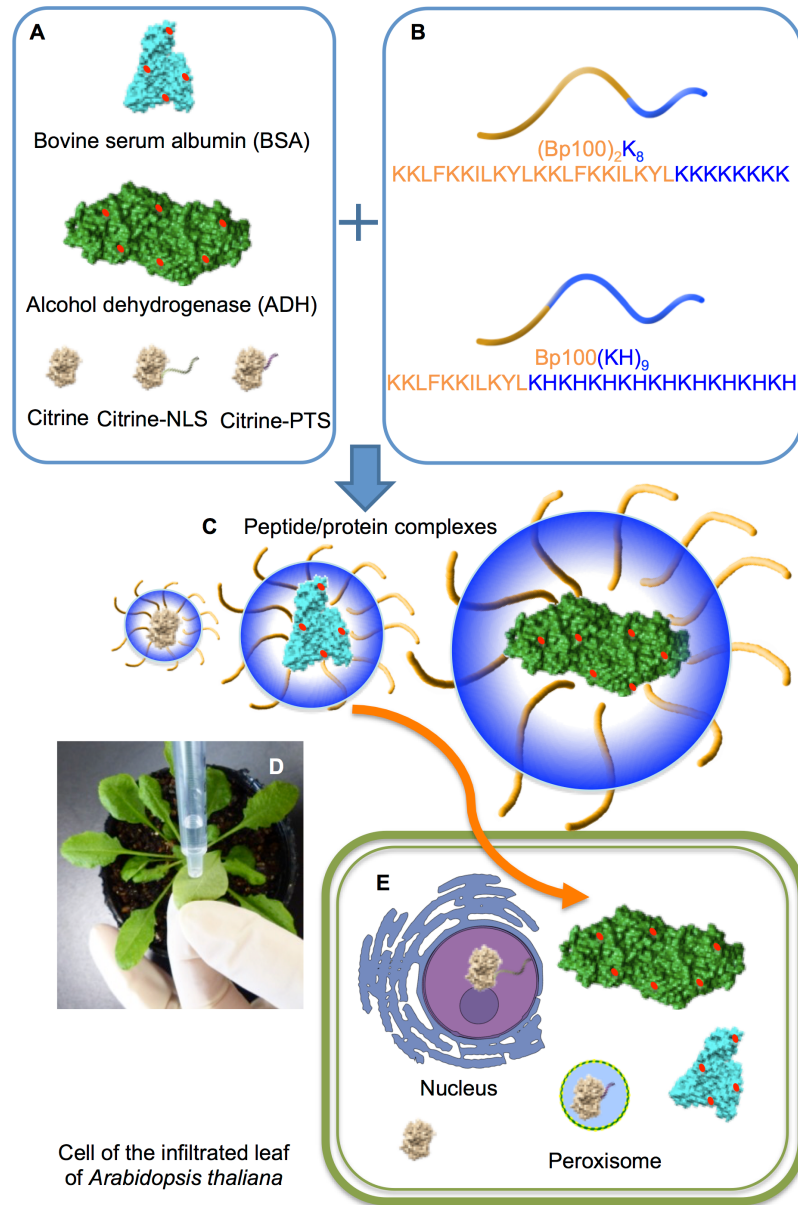 A
Bovine serum albumin (BSA)
Alcohol dehydrogenase (ADH)
Citrine Citrine-NLS Citrine-PTS
B
(Bp100)₂K₈
KKLFKKILKYLKKLFKKILKYLKKKKKKKK
Bp100(KH)₉
KKLFKKILKYLKHKHKHKHKHKHKHKHKH
C Peptide/protein complexes
D
E
Nucleus
Peroxisome
Cell of the infiltrated leaf
of Arabidopsis thaliana